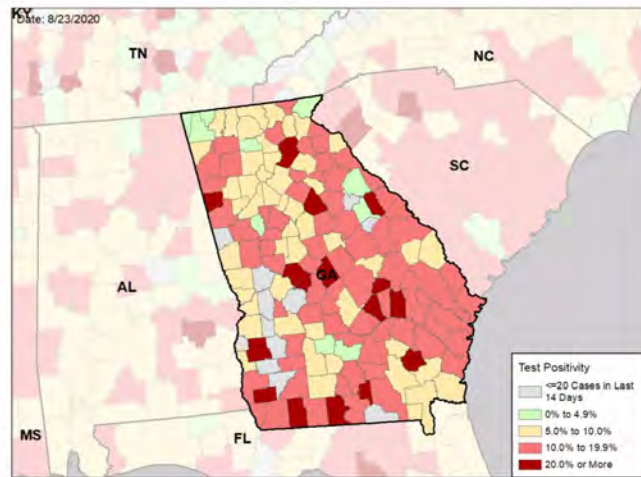 KY
Date: 8/23/2020
TN
NC
SC
AL
GA
MS
FL
Test Positivity
<=20 Cases in Last
14 Days
0% to 4.9%
5.0% to 10.0%
10.0% to 19.9%
20.0% or More